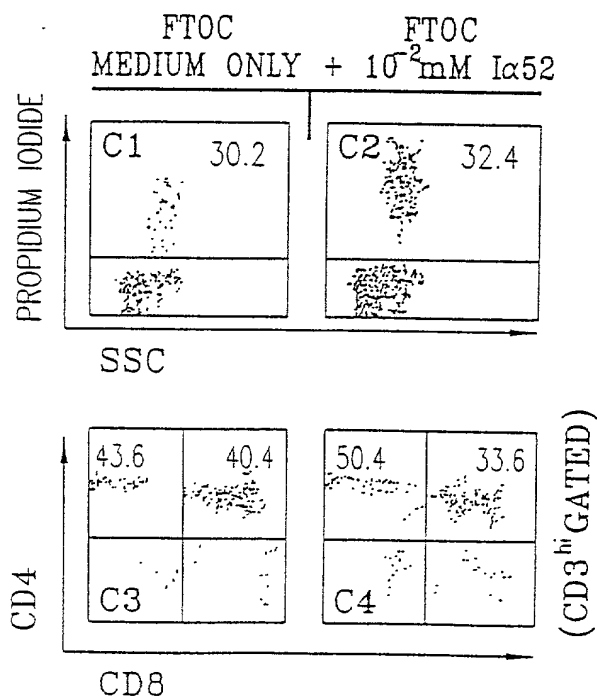 FTOC FTOC
MEDIUM ONLY + 10⁻²mM Iα52
PROPIDIUM IODIDE
C1 30.2
C2 32.4
SSC
43.6 40.4
C3
50.4 33.6
C4
CD4
(CD3ʰⁱ GATED)
CD8